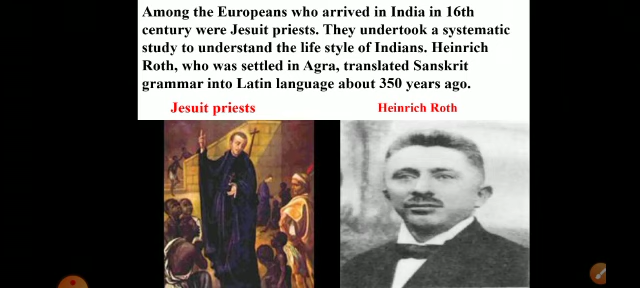 Among the Europeans who arrived in India in 16th
century were Jesuit priests. They undertook a systematic
study to understand the life style of Indians. Heinrich
Roth, who was settled in Agra, translated Sanskrit
grammar into Latin language about 350 years ago.
Jesuit priests
Heinrich Roth